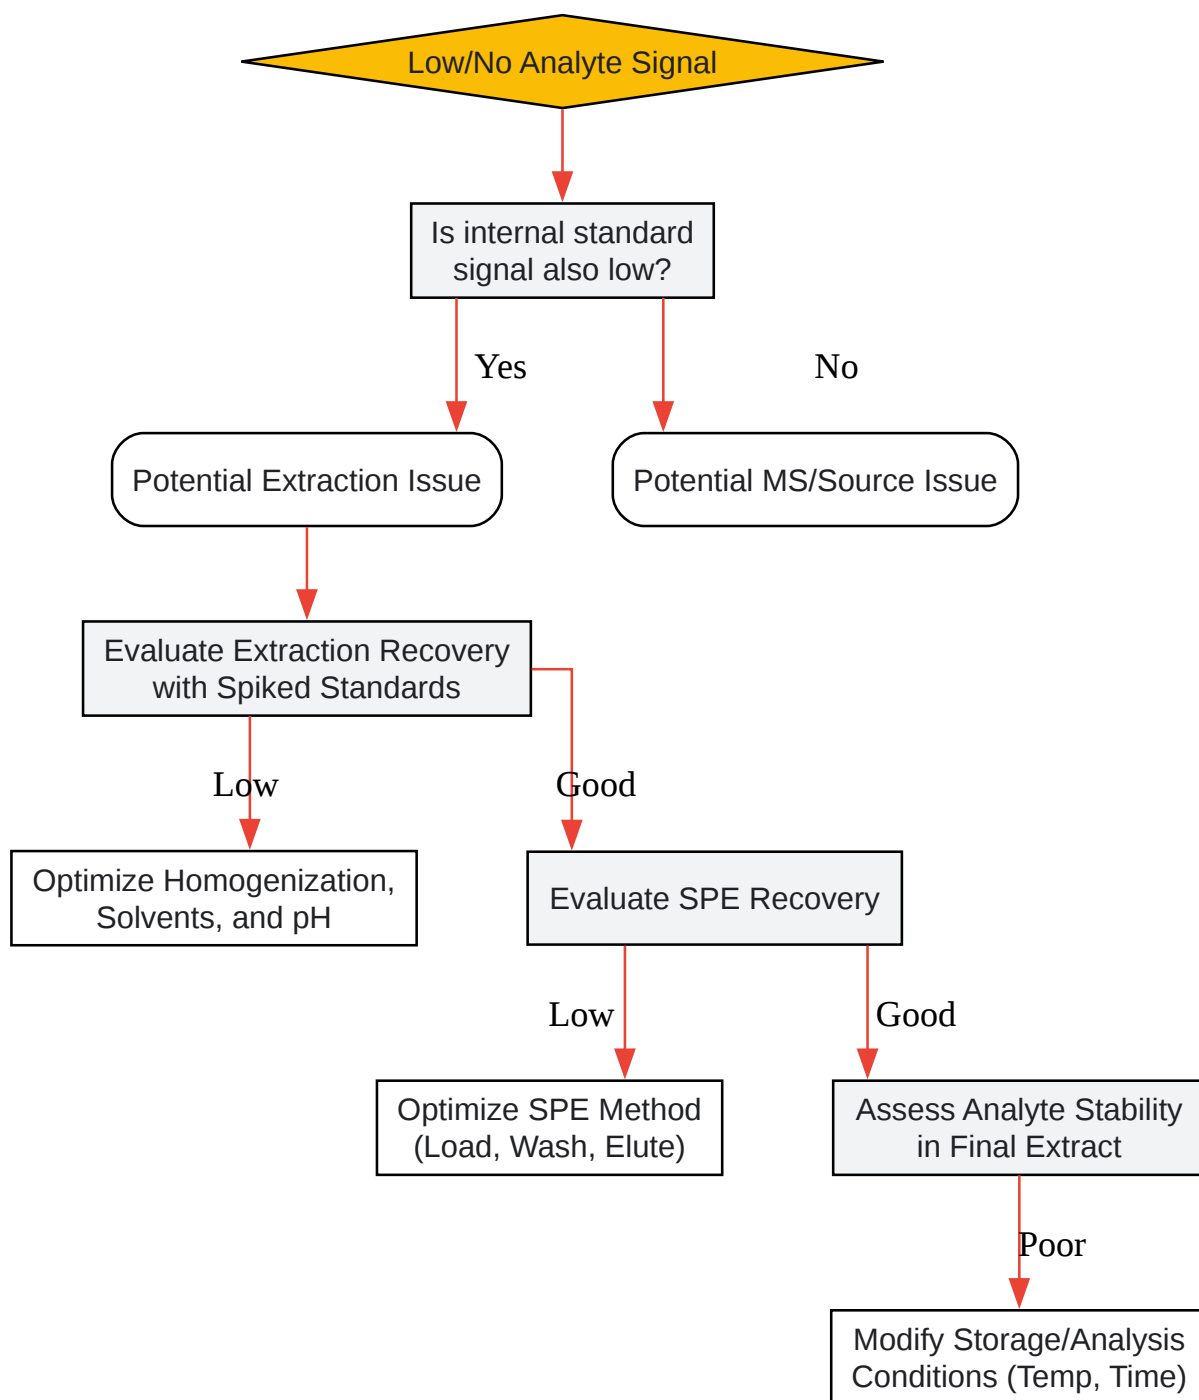 Low/No Analyte Signal
Is internal standard
signal also low?
Yes
No
Potential Extraction Issue
Potential MS/Source Issue
Evaluate Extraction Recovery
with Spiked Standards
Low
Good
Optimize Homogenization,
Solvents, and pH
Evaluate SPE Recovery
Low
Good
Optimize SPE Method
(Load, Wash, Elute)
Assess Analyte Stability
in Final Extract
Poor
Modify Storage/Analysis
Conditions (Temp, Time)